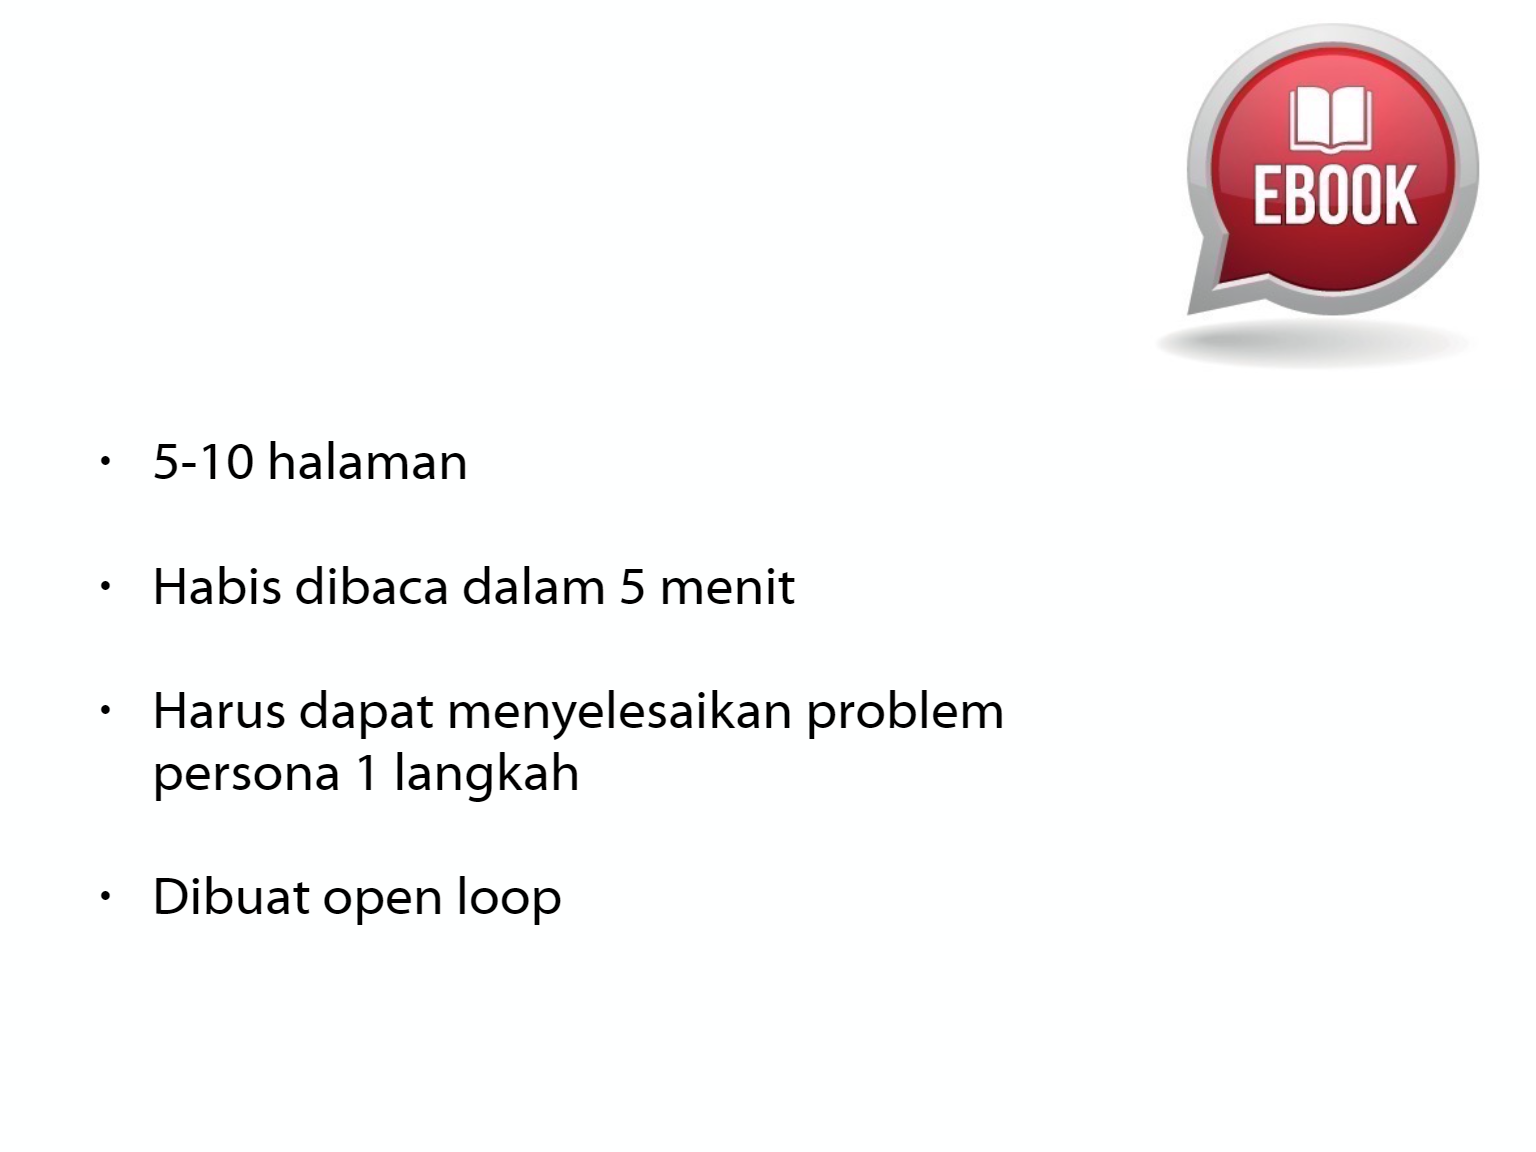 EBOOK
• 5-10 halaman
• Habis dibaca dalam 5 menit
• Harus dapat menyelesaikan problem
persona 1 langkah
• Dibuat open loop